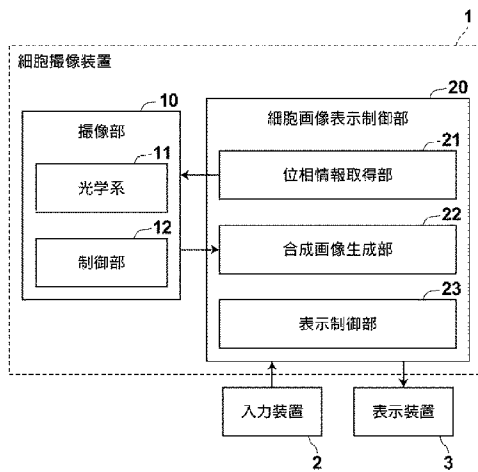 1
細胞撮像装置
10
撮像部
11
光学系
12
制御部
20
細胞画像表示制御部
21
位相情報取得部
22
合成画像生成部
23
表示制御部
入力装置
2
表示装置
3